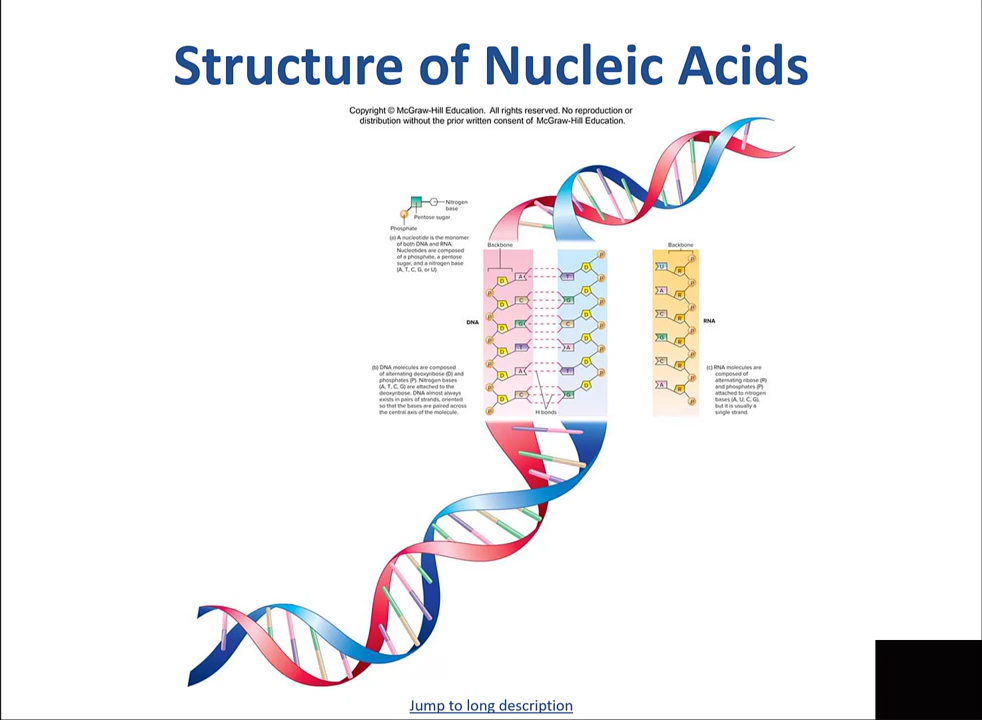 Structure of Nucleic Acids
Copyright © McGraw-Hill Education. All rights reserved. No reproduction or
distribution without the prior written consent of McGraw-Hill Education.
Nitrogen
base
Pentose sugar
Phosphate
(a) A nucleotide is the monomer
of both DNA and RNA.
Nucleotides are composed
of a phosphate, a pentose
sugar, and a nitrogen base
(A, T, C, G, or U).
Backbone
D A T D P
P D C G D P
P D G C D P
P D T A D P
P D A T D P
P D C G D
P
DNA
H bonds
(b) DNA molecules are composed
of alternating deoxyribose (D) and
phosphates (P). Nitrogen bases
(A, T, C, G) are attached to the
deoxyribose. DNA almost always
exists in pairs of strands, oriented
so that the bases are paired across
the central axis of the molecule.
Backbone
P
U R P
A R P
C R P
G R P
C R P
A R P
RNA
(c) RNA molecules are
composed of
alternating ribose (R)
and phosphates (P)
attached to nitrogen
bases (A, U, C, G),
but it is usually a
single strand.
Jump to long description